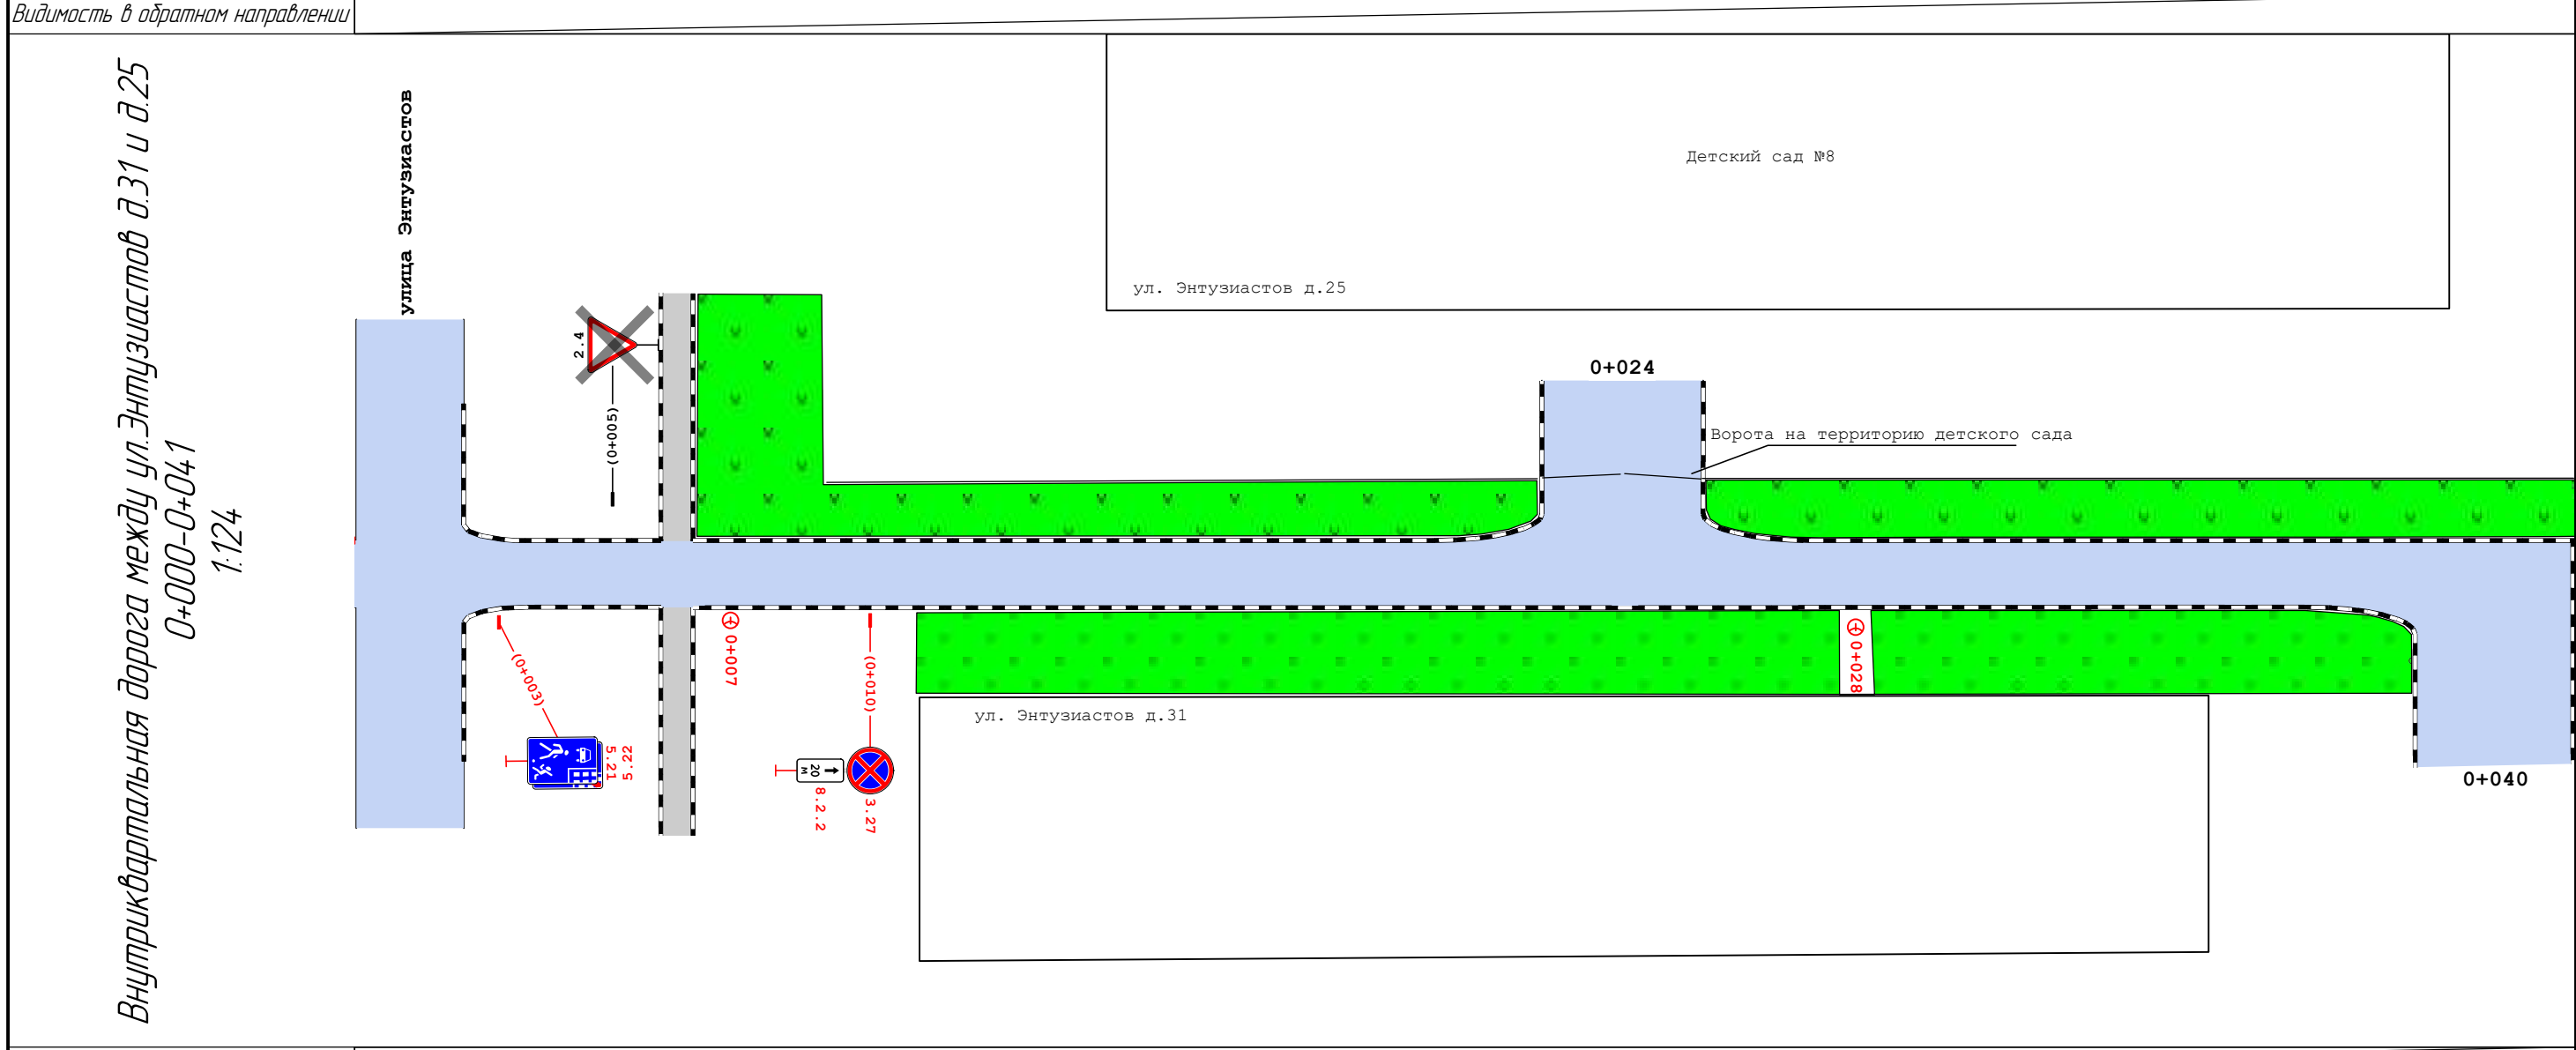 Видимость в обратном направлении
Внутриквартальная дорога между ул.Энтузиастов д.31 и д.25
0+000-0+041
1:124
улица Энтузиастов
2.4
(0+005)
Детский сад №8
ул. Энтузиастов д.25
0+024
Ворота на территорию детского сада
(0+003)
5.21
5.22
0+007
(0+010)
20
м
8.2.2
3.27
ул. Энтузиастов д.31
0+028
0+040